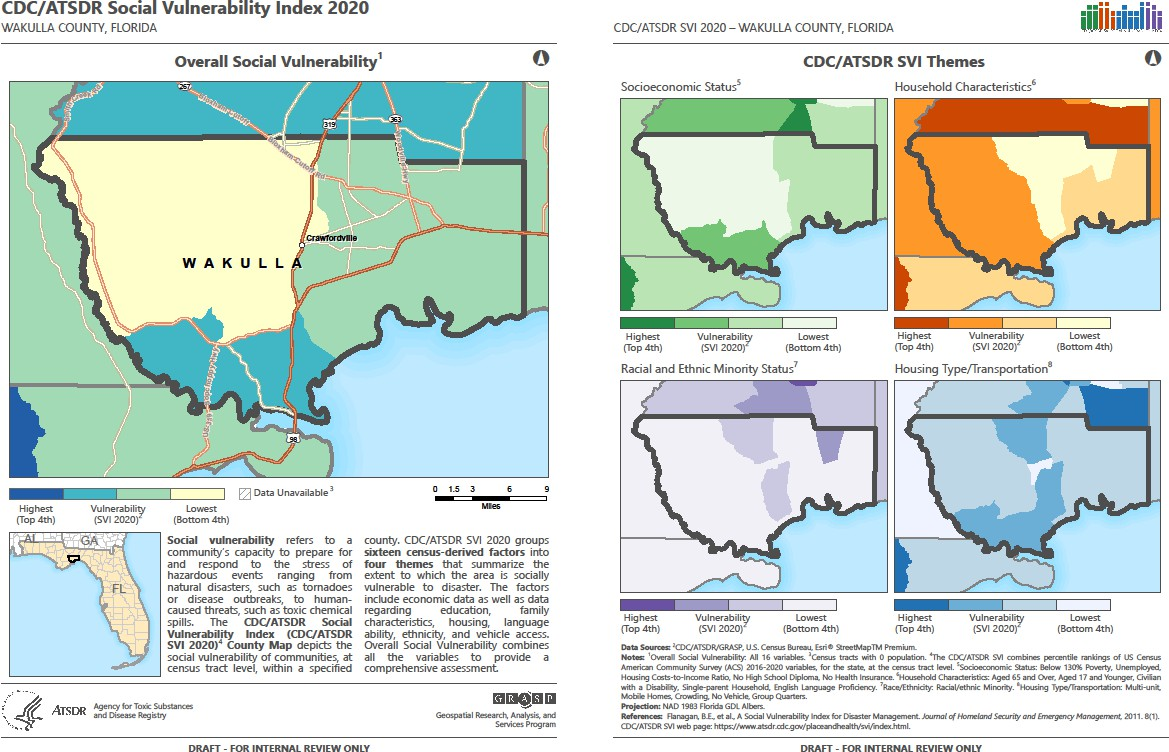 CDC/ATSDR Social Vulnerability Index 2020
WAKULLA COUNTY, FLORIDA
Overall Social Vulnerability1
267
319
363
Crawfordville
WAKULLA
98
Highest
(Top 4th)
Vulnerability
(SVI 2020)2
Lowest
(Bottom 4th)
Data Unavailable3
0 1.5 3 6 9
Miles
AL
GA
FL
Social vulnerability refers to a
community's capacity to prepare for
and respond to the stress of
hazardous events ranging from
natural disasters, such as tornadoes
or disease outbreaks, to human-
caused threats, such as toxic chemical
spills. The CDC/ATSDR Social
Vulnerability Index (CDC/ATSDR
SVI 2020)4 County Map depicts the
social vulnerability of communities, at
census tract level, within a specified
county. CDC/ATSDR SVI 2020 groups
sixteen census-derived factors into
four themes that summarize the
extent to which the area is socially
vulnerable to disaster. The factors
include economic data as well as data
regarding education, family
characteristics, housing, language
ability, ethnicity, and vehicle access.
Overall Social Vulnerability combines
all the variables to provide a
comprehensive assessment.
ATSDR
Agency for Toxic Substances
and Disease Registry
GRASP
Geospatial Research, Analysis, and
Services Program
DRAFT - FOR INTERNAL REVIEW ONLY
CDC/ATSDR SVI 2020 – WAKULLA COUNTY, FLORIDA
CDC/ATSDR SVI Themes
Socioeconomic Status5
Household Characteristics6
Highest
(Top 4th)
Vulnerability
(SVI 2020)2
Lowest
(Bottom 4th)
Highest
(Top 4th)
Vulnerability
(SVI 2020)2
Lowest
(Bottom 4th)
Racial and Ethnic Minority Status7
Housing Type/Transportation8
Highest
(Top 4th)
Vulnerability
(SVI 2020)2
Lowest
(Bottom 4th)
Highest
(Top 4th)
Vulnerability
(SVI 2020)2
Lowest
(Bottom 4th)
Data Sources: 2CDC/ATSDR/GRASP, U.S. Census Bureau, Esri® StreetMapTM Premium.
Notes: 1Overall Social Vulnerability: All 16 variables. 3Census tracts with 0 population. 4The CDC/ATSDR SVI combines percentile rankings of US Census
American Community Survey (ACS) 2016-2020 variables, for the state, at the census tract level. 5Socioeconomic Status: Below 130% Poverty, Unemployed,
Housing Costs-to-Income Ratio, No High School Diploma, No Health Insurance. 6Household Characteristics: Aged 65 and Over, Aged 17 and Younger, Civilian
with a Disability, Single-parent Household, English Language Proficiency. 7Race/Ethnicity: Racial/ethnic Minority. 8Housing Type/Transportation: Multi-unit,
Mobile Homes, Crowding, No Vehicle, Group Quarters.
Projection: NAD 1983 Florida GDL Albers.
References: Flanagan, B.E., et al., A Social Vulnerability Index for Disaster Management. Journal of Homeland Security and Emergency Management, 2011. 8(1).
CDC/ATSDR SVI web page: https://www.atsdr.cdc.gov/placeandhealth/svi/index.html.
DRAFT - FOR INTERNAL REVIEW ONLY